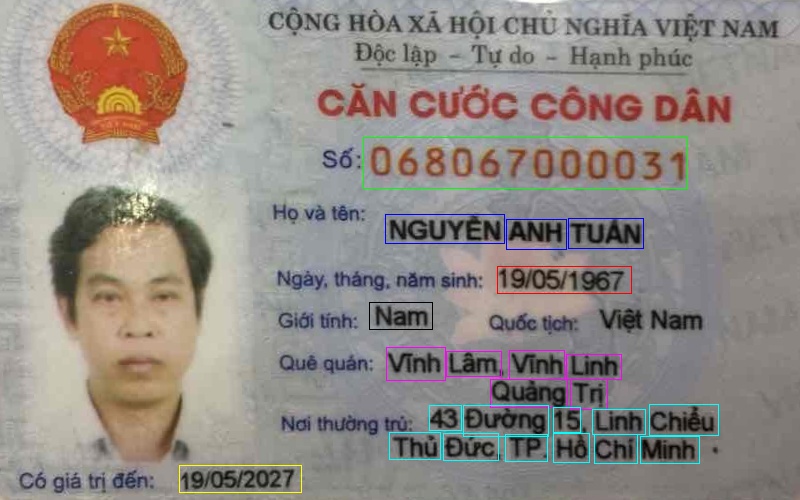 CỘNG HÒA XÃ HỘI CHỦ NGHĨA VIỆT NAM
Độc lập - Tự do - Hạnh phúc
CĂN CƯỚC CÔNG DÂN
Số: 068067000031
Họ và tên: NGUYỄN ANH TUẤN
Ngày, tháng, năm sinh: 19/05/1967
Giới tính: Nam Quốc tịch: Việt Nam
Quê quán: Vĩnh Lâm, Vĩnh Linh
Quảng Trị
Nơi thường trú: 43 Đường 15, Linh Chiểu
Thủ Đức, TP. Hồ Chí Minh
Có giá trị đến: 19/05/2027